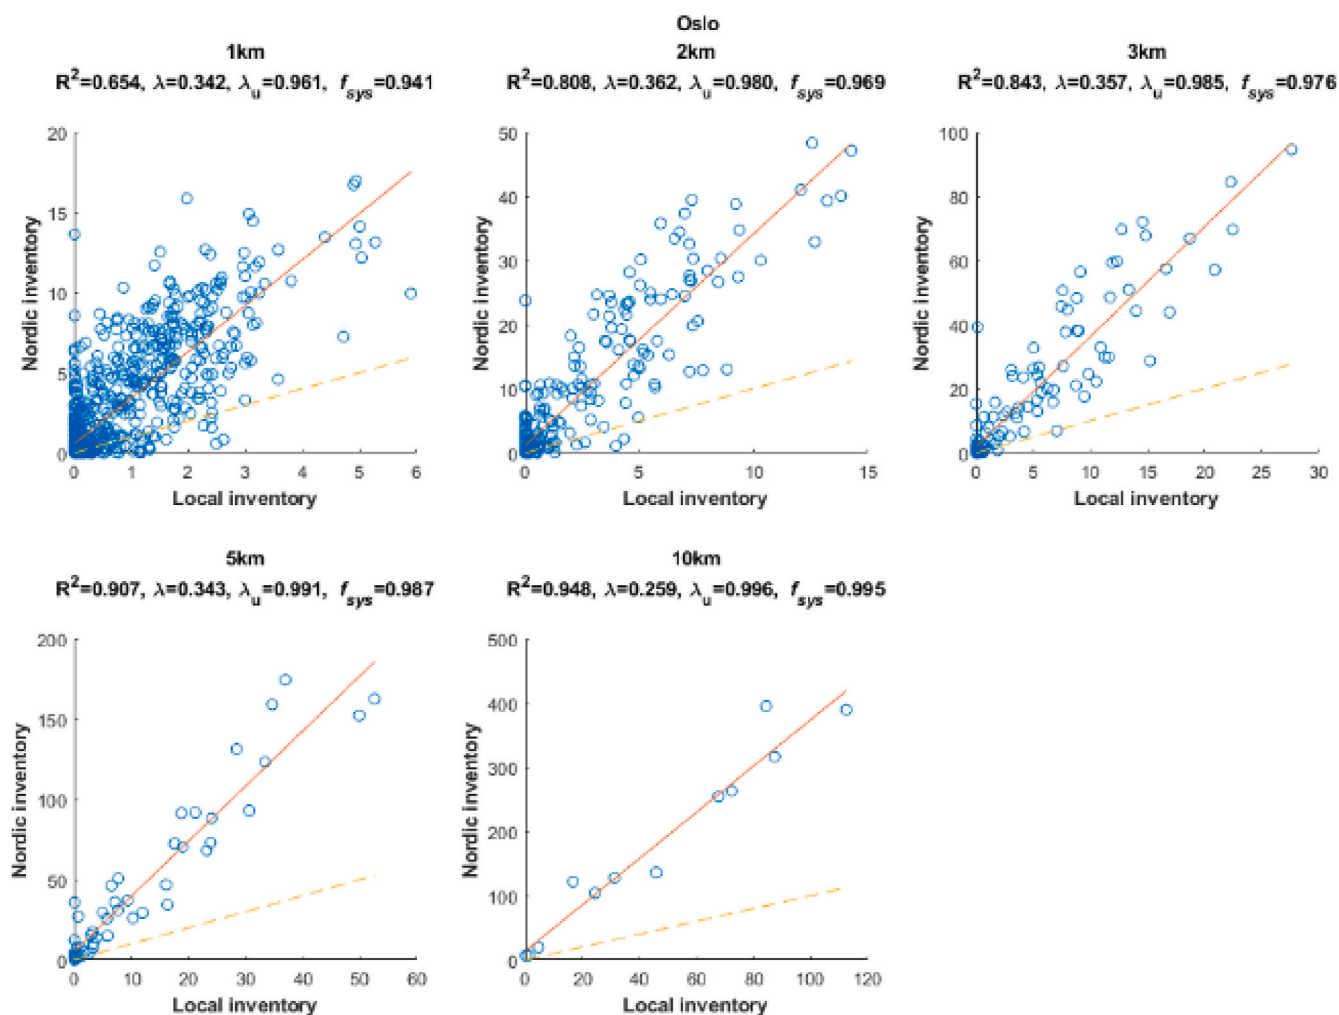 Oslo
1km
R²=0.654, λ=0.342, λu=0.961, fsys=0.941
20
15
10
5
0
Nordic inventory
0 1 2 3 4 5 6
Local inventory
2km
R²=0.808, λ=0.362, λu=0.980, fsys=0.969
50
40
30
20
10
0
Nordic inventory
0 5 10 15
Local inventory
3km
R²=0.843, λ=0.357, λu=0.985, fsys=0.976
100
80
60
40
20
0
Nordic inventory
0 5 10 15 20 25 30
Local inventory
5km
R²=0.907, λ=0.343, λu=0.991, fsys=0.987
200
150
100
50
0
Nordic inventory
0 10 20 30 40 50 60
Local inventory
10km
R²=0.948, λ=0.259, λu=0.996, fsys=0.995
500
400
300
200
100
0
Nordic inventory
0 20 40 60 80 100 120
Local inventory